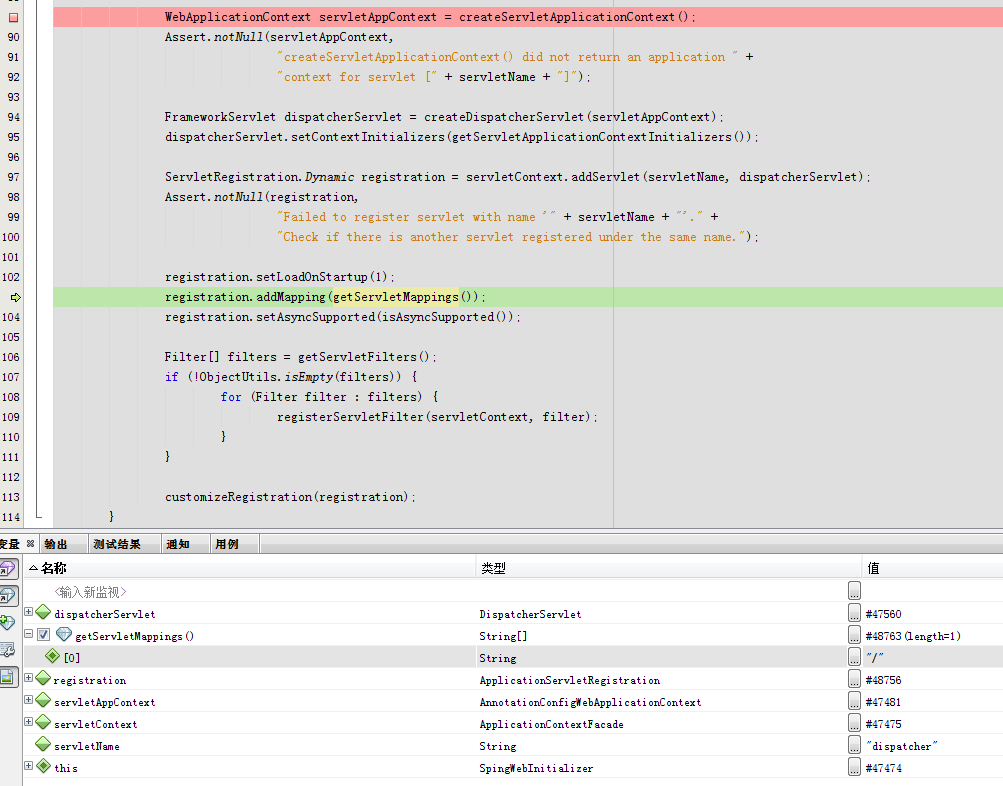 WebApplicationContext servletAppContext = createServletApplicationContext();
90 Assert.notNull(servletAppContext,
91 "createServletApplicationContext() did not return an application " +
92 "context for servlet [" + servletName + "]");
93
94 FrameworkServlet dispatcherServlet = createDispatcherServlet(servletAppContext);
95 dispatcherServlet.setContextInitializers(getServletApplicationContextInitializers());
96
97 ServletRegistration.Dynamic registration = servletContext.addServlet(servletName, dispatcherServlet);
98 Assert.notNull(registration,
99 "Failed to register servlet with name '" + servletName + "'." +
100 "Check if there is another servlet registered under the same name.");
101
102 registration.setLoadOnStartup(1);
registration.addMapping(getServletMappings());
104 registration.setAsyncSupported(isAsyncSupported());
105
106 Filter[] filters = getServletFilters();
107 if (!ObjectUtils.isEmpty(filters)) {
108 for (Filter filter : filters) {
109 registerServletFilter(servletContext, filter);
110 }
111 }
112
113 customizeRegistration(registration);
114 }
变量 输出 测试结果 通知 用例
名称 类型 值
<输入新监视> ...
dispatcherServlet DispatcherServlet ... #47560
getServletMappings() String[] ... #48763(length=1)
[0] String ... "/"
registration ApplicationServletRegistration ... #48756
servletAppContext AnnotationConfigWebApplicationContext ... #47481
servletContext ApplicationContextFacade ... #47475
servletName String ... "dispatcher"
this SpingWebInitializer ... #47474